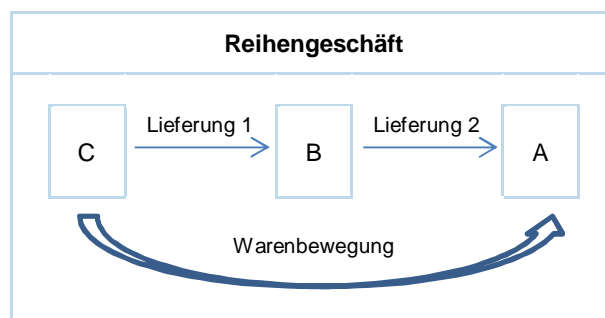 Reihengeschäft
Lieferung 1
Lieferung 2
C
B
A
Warenbewegung